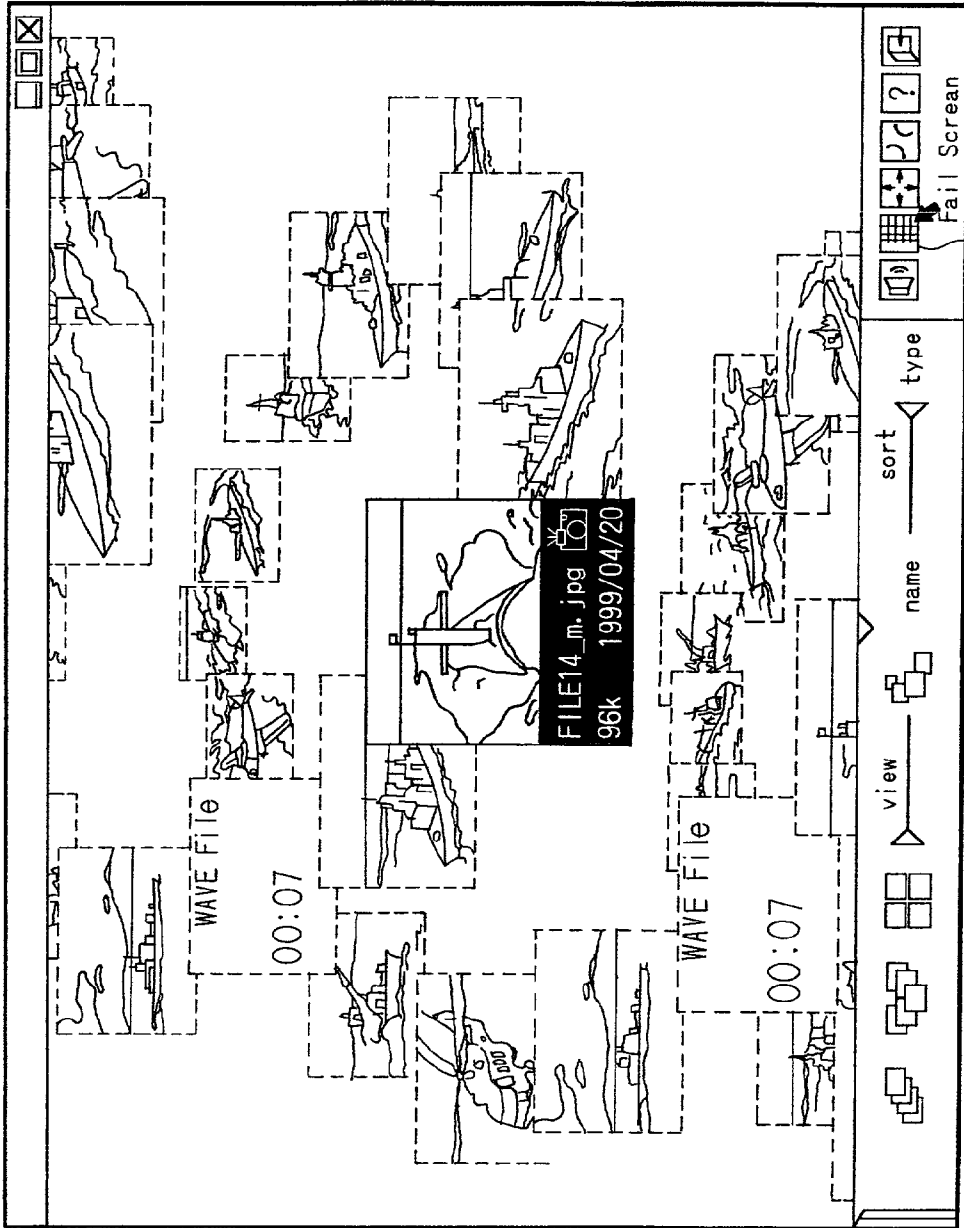 WAVE File
00:07
FILE14_m.jpg
96k 1999/04/20
WAVE File
00:07
view name sort type
?
Fail Screan